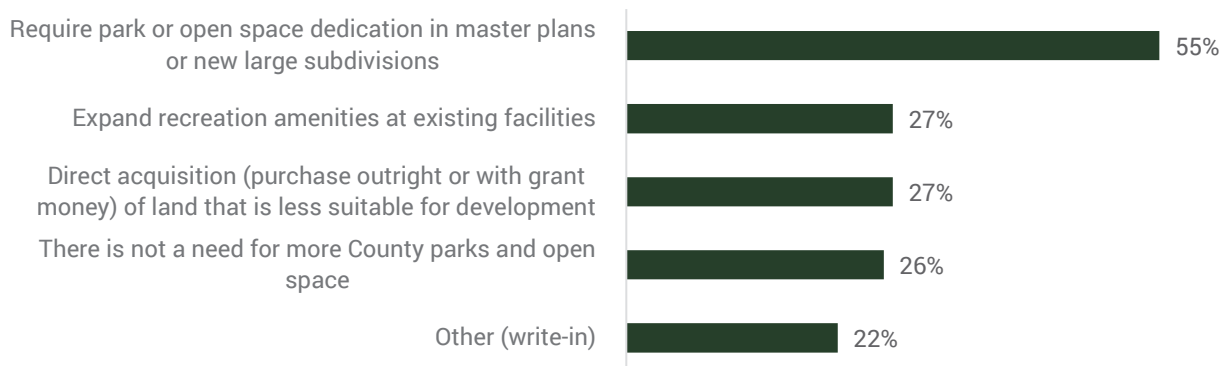 Require park or open space dedication in master plans
or new large subdivisions
55%
Expand recreation amenities at existing facilities
27%
Direct acquisition (purchase outright or with grant
money) of land that is less suitable for development
27%
There is not a need for more County parks and open
space
26%
Other (write-in)
22%